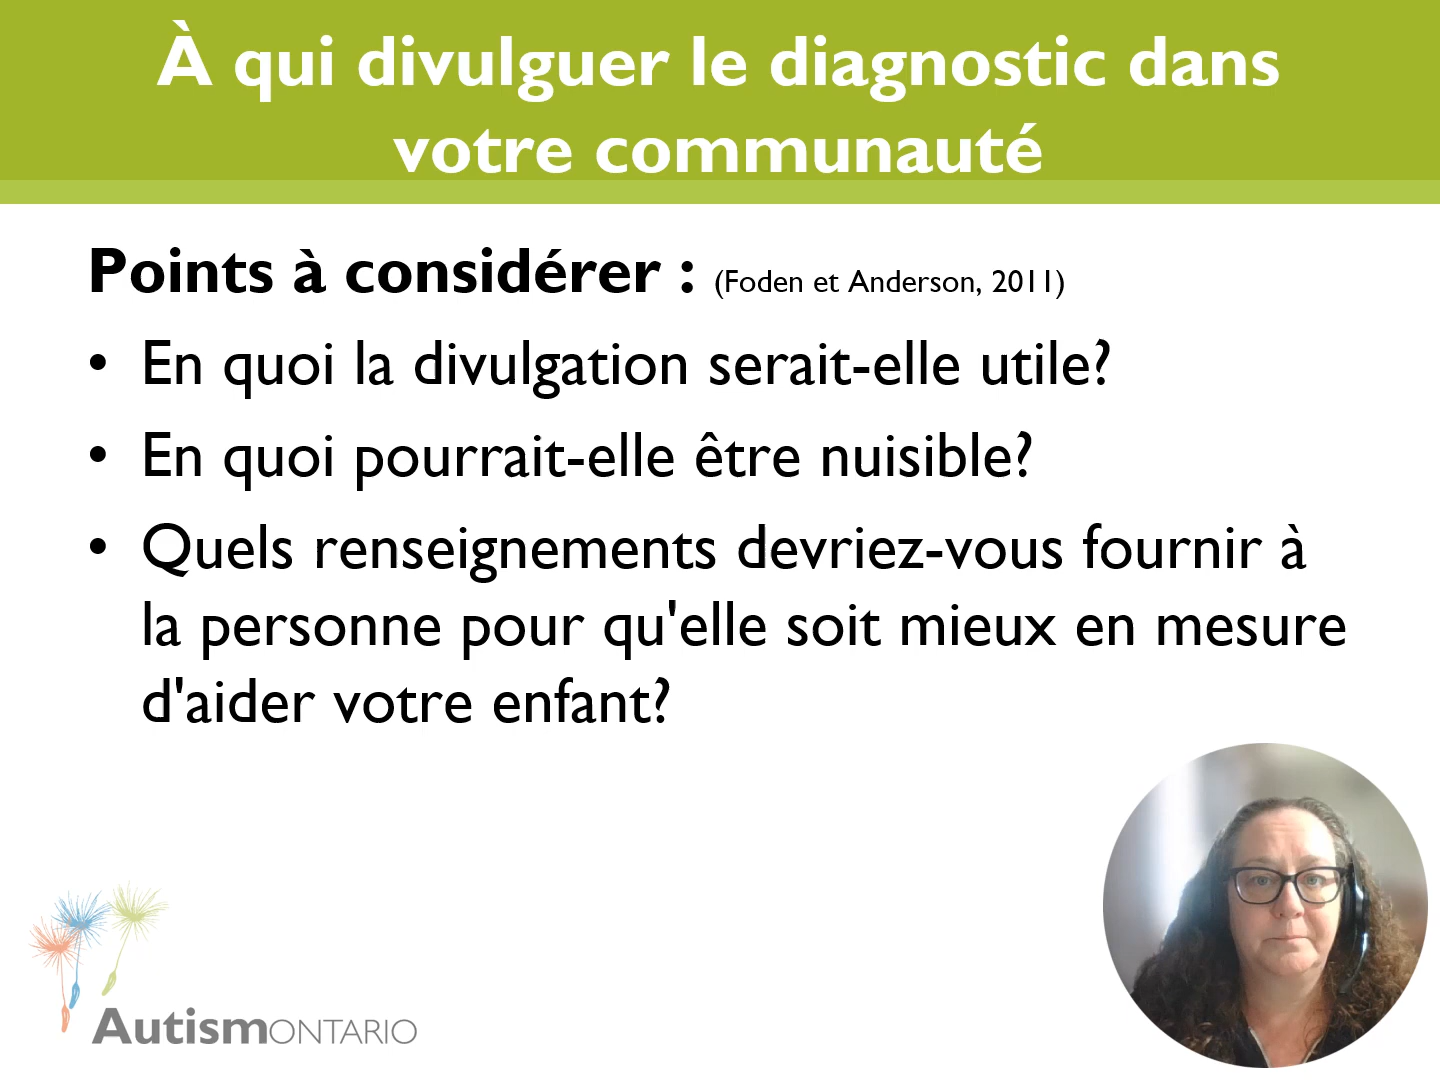 À qui divulguer le diagnostic dans
votre communauté
Points à considérer : (Foden et Anderson, 2011)
• En quoi la divulgation serait-elle utile?
• En quoi pourrait-elle être nuisible?
• Quels renseignements devriez-vous fournir à
la personne pour qu'elle soit mieux en mesure
d'aider votre enfant?
AutismONTARIO